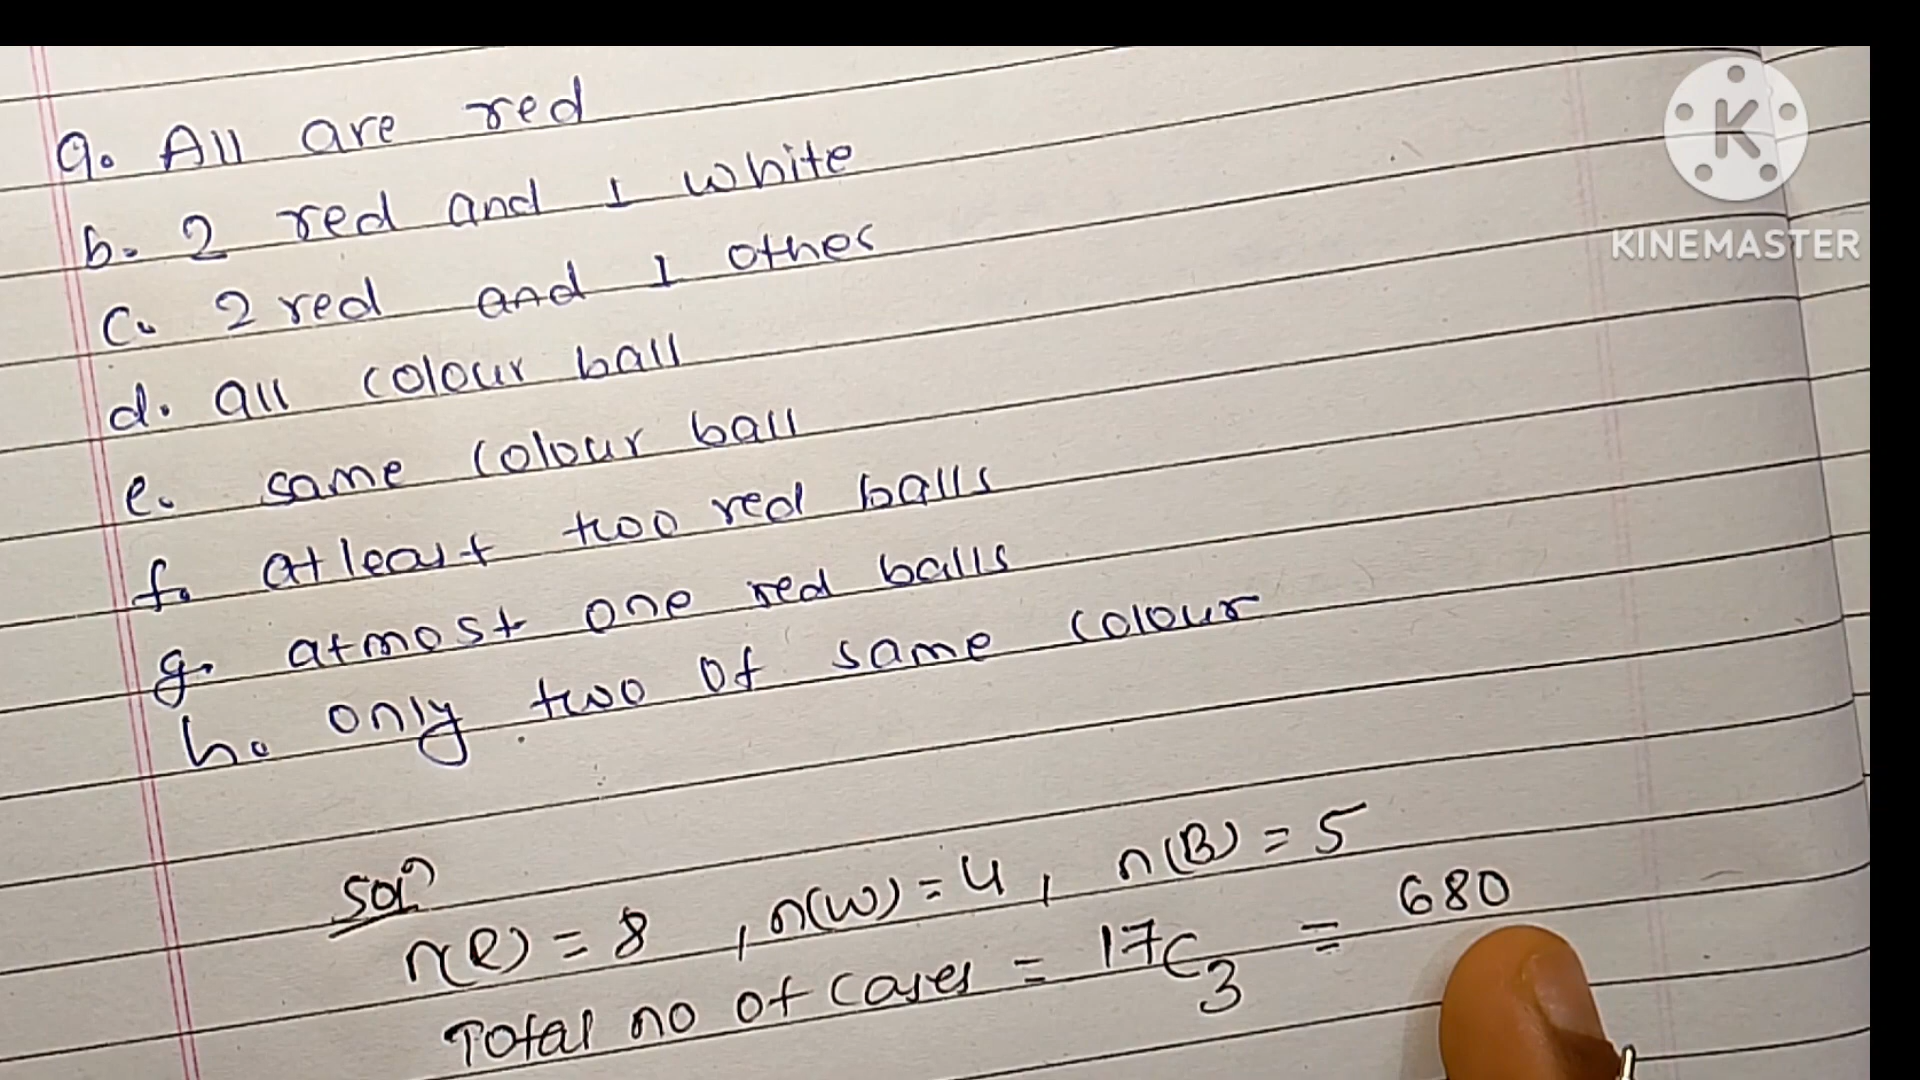 a. All are red
b. 2 red and 1 white
c. 2 red and 1 other
d. all colour ball
e. same colour ball
f. atleast two red balls
g. atmost one red balls
h. only two of same colour
Solⁿ
n(R) = 8, n(W) = 4, n(B) = 5
Total no of cases = 17C3 = 680
KINEMASTER